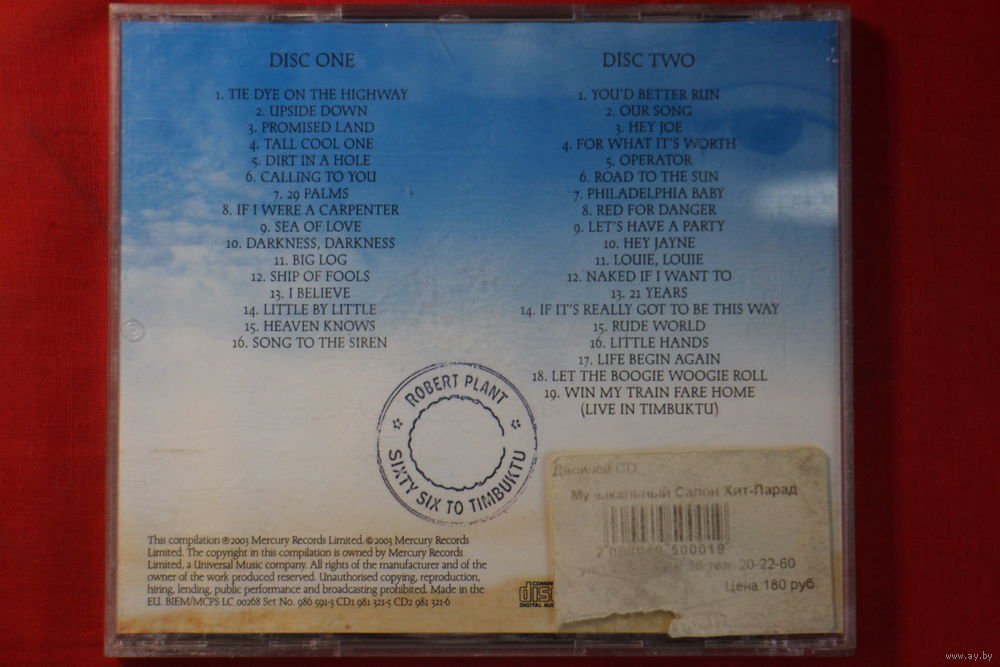 DISC ONE
1. TIE DYE ON THE HIGHWAY
2. UPSIDE DOWN
3. PROMISED LAND
4. TALL COOL ONE
5. DIRT IN A HOLE
6. CALLING TO YOU
7. 29 PALMS
8. IF I WERE A CARPENTER
9. SEA OF LOVE
10. DARKNESS, DARKNESS
11. BIG LOG
12. SHIP OF FOOLS
13. I BELIEVE
14. LITTLE BY LITTLE
15. HEAVEN KNOWS
16. SONG TO THE SIREN
DISC TWO
1. YOU'D BETTER RUN
2. OUR SONG
3. HEY JOE
4. FOR WHAT IT'S WORTH
5. OPERATOR
6. ROAD TO THE SUN
7. PHILADELPHIA BABY
8. RED FOR DANGER
9. LET'S HAVE A PARTY
10. HEY JAYNE
11. LOUIE, LOUIE
12. NAKED IF I WANT TO
13. 21 YEARS
14. IF IT'S REALLY GOT TO BE THIS WAY
15. RUDE WORLD
16. LITTLE HANDS
17. LIFE BEGIN AGAIN
18. LET THE BOOGIE WOOGIE ROLL
19. WIN MY TRAIN FARE HOME
(LIVE IN TIMBUKTU)
ROBERT PLANT
SIXTY SIX TO TIMBUKTU
This compilation ℗2003 Mercury Records Limited. ©2003 Mercury Records
Limited. The copyright in this compilation is owned by Mercury Records
Limited, a Universal Music company. All rights of the manufacturer and of the
owner of the work produced reserved. Unauthorised copying, reproduction,
hiring, lending, public performance and broadcasting prohibited. Made in the
EU. BIEM/MCPS LC 00268 Set No. 986 591-3 CD1 981 321-5 CD2 981 321-6
Двойной CD
Музыкальный Салон Хит-Парад
2 000049 500019
38 тел. 20-22-60
Цена 180 руб
www.ay.by